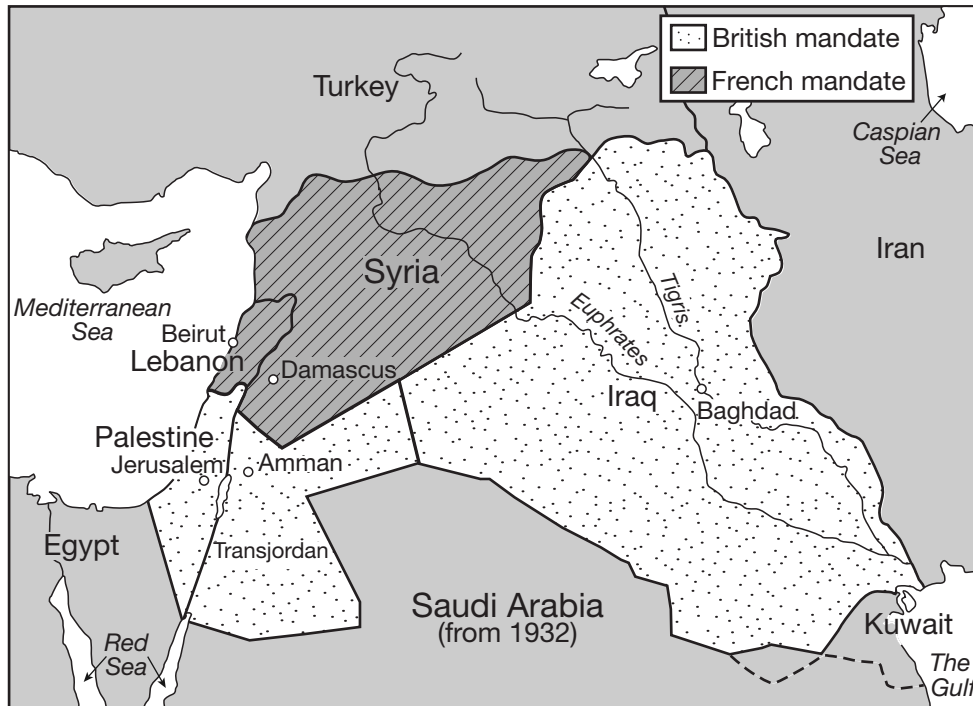 British mandate
French mandate
Turkey
Caspian
Sea
Syria
Iran
Mediterranean
Sea
Beirut
Lebanon
Damascus
Tigris
Euphrates
Iraq
Baghdad
Palestine
Jerusalem
Amman
Egypt
Transjordan
Saudi Arabia
(from 1932)
Kuwait
Red
Sea
The
Gulf